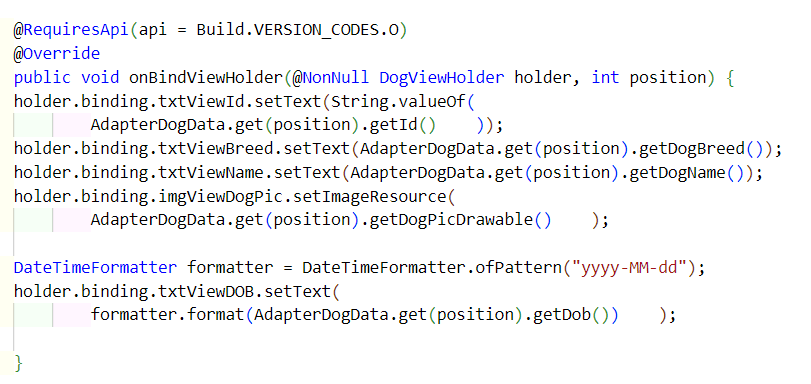 @RequiresApi(api = Build.VERSION_CODES.O)
@Override
public void onBindViewHolder(@NonNull DogViewHolder holder, int position) {
holder.binding.txtViewId.setText(String.valueOf(
        AdapterDogData.get(position).getId()    ));
holder.binding.txtViewBreed.setText(AdapterDogData.get(position).getDogBreed());
holder.binding.txtViewName.setText(AdapterDogData.get(position).getDogName());
holder.binding.imgViewDogPic.setImageResource(
        AdapterDogData.get(position).getDogPicDrawable()    );

DateTimeFormatter formatter = DateTimeFormatter.ofPattern("yyyy-MM-dd");
holder.binding.txtViewDOB.setText(
        formatter.format(AdapterDogData.get(position).getDob())    );

}